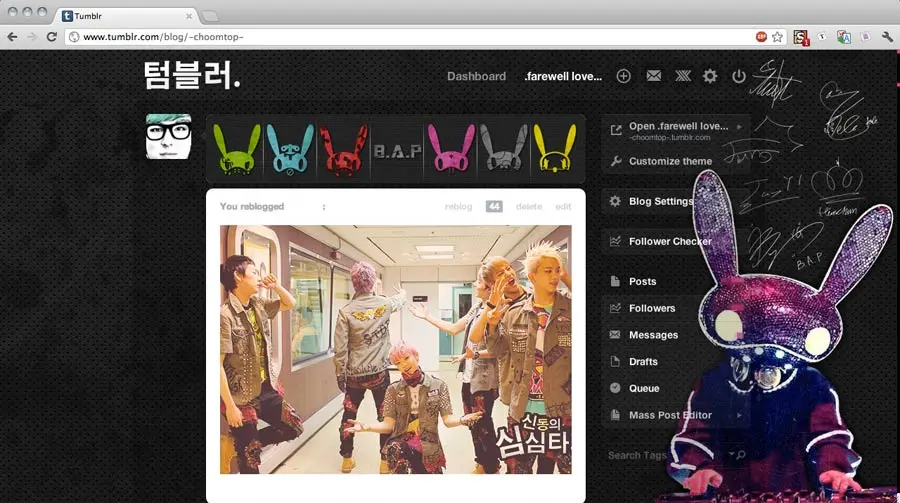 Tumblr
www.tumblr.com/blog/-choomtop-
텀블러.
Dashboard
.farewell love...
B.A.P
Open .farewell love...
-choomtop-.tumblr.com
Customize theme
You reblogged :
reblog
44
delete
edit
Blog Settings
Follower Checker
Posts
Followers
Messages
Drafts
Queue
Mass Post Editor
Search Tags
신동의
심심타
B.A.P